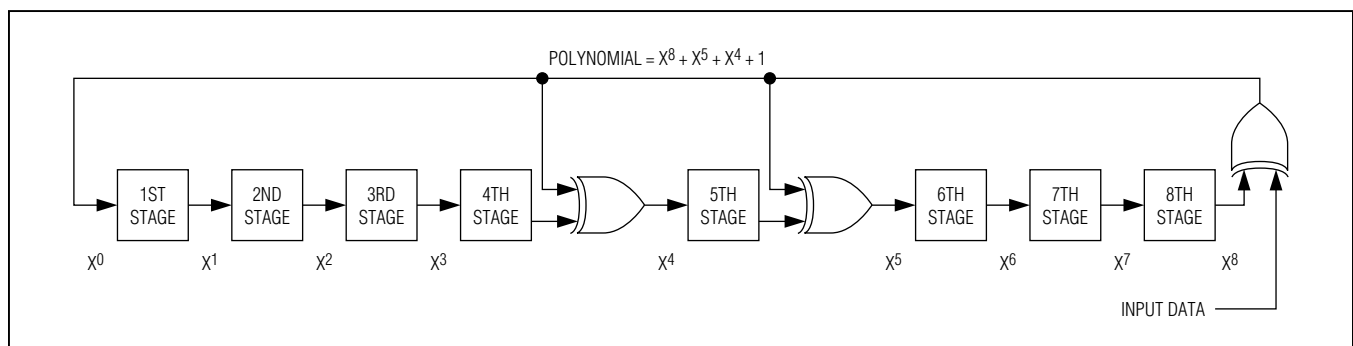 POLYNOMIAL = X⁸ + X⁵ + X⁴ + 1
1ST
STAGE
2ND
STAGE
3RD
STAGE
4TH
STAGE
5TH
STAGE
6TH
STAGE
7TH
STAGE
8TH
STAGE
X⁰
X¹
X²
X³
X⁴
X⁵
X⁶
X⁷
X⁸
INPUT DATA